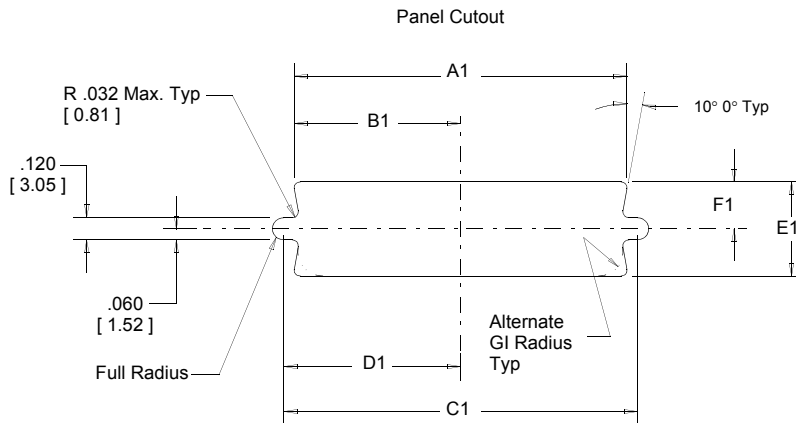 Panel Cutout
A1
R .032 Max. Typ
[ 0.81 ]
10° 0° Typ
B1
.120
[ 3.05 ]
F1
E1
.060
[ 1.52 ]
Alternate
GI Radius
Typ
Full Radius
D1
C1